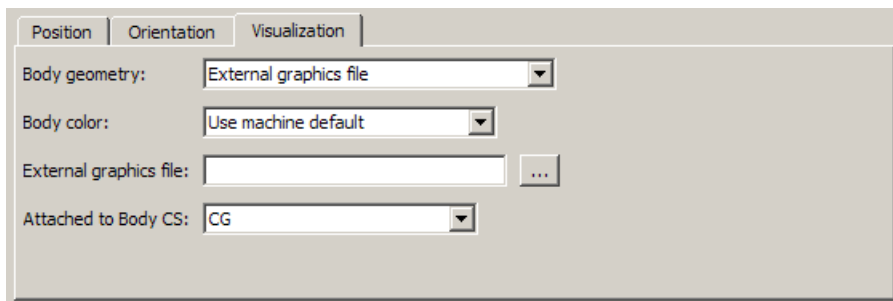 Position Orientation Visualization
Body geometry: External graphics file
Body color: Use machine default
External graphics file: ...
Attached to Body CS: CG